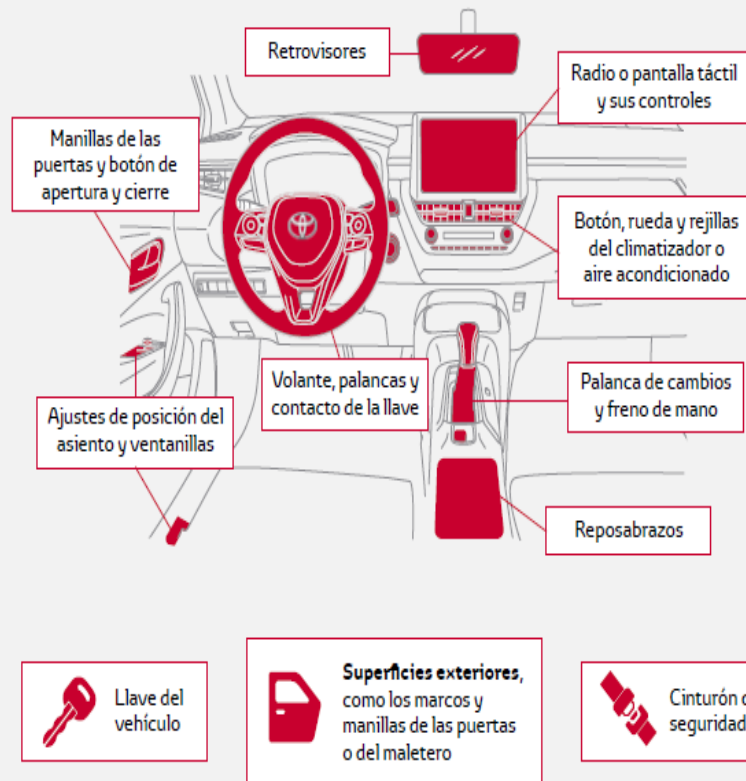 Retrovisores
Radio o pantalla táctil
y sus controles
Manillas de las
puertas y botón de
apertura y cierre
Botón, rueda y rejillas
del climatizador o
aire acondicionado
Volante, palancas y
contacto de la llave
Palanca de cambios
y freno de mano
Ajustes de posición del
asiento y ventanillas
Reposabrazos
Llave del
vehículo
Superficies exteriores,
como los marcos y
manillas de las puertas
o del maletero
Cinturón
seguridad